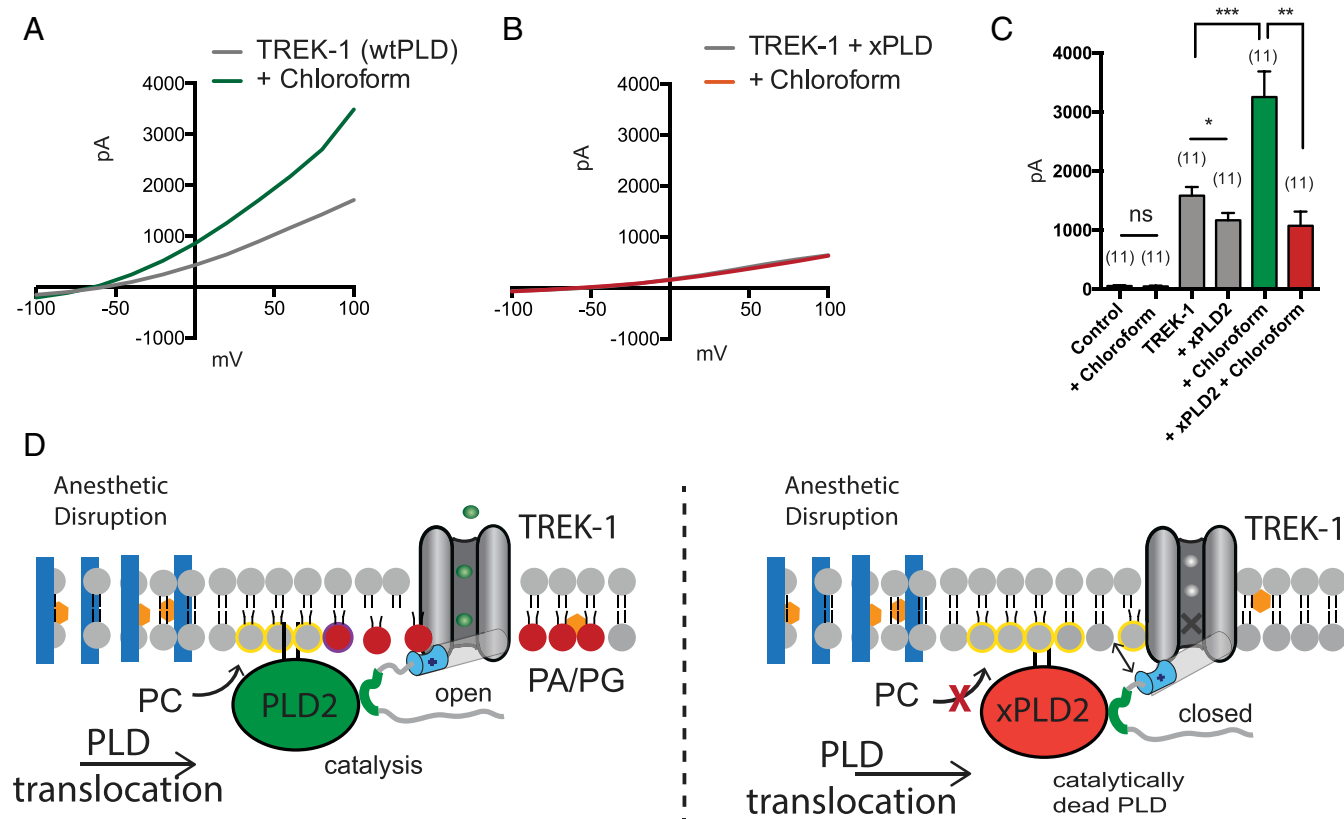 A
TREK-1 (wtPLD)
+ Chloroform
4000
3000
2000
1000
-1000
pA
-100
-50
50
100
mV
B
TREK-1 + xPLD
+ Chloroform
4000
3000
2000
1000
-1000
pA
-100
-50
50
100
mV
C
***
**
*
ns
(11)
(11)
(11)
(11)
(11)
(11)
4000
3000
2000
1000
0
pA
Control
+ Chloroform
TREK-1
+ xPLD2
+ Chloroform
+ xPLD2 + Chloroform
D
Anesthetic
Disruption
TREK-1
+
PC
PLD2
open
PA/PG
PLD
translocation
catalysis
Anesthetic
Disruption
TREK-1
+
PC
X
xPLD2
closed
PLD
translocation
catalytically
dead PLD